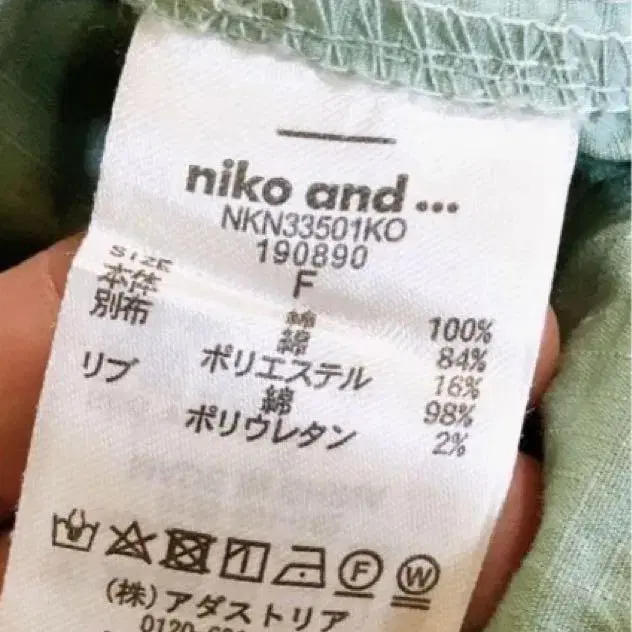 niko and ...
NKN33501KO
190890
SIZE F
本体 綿 100%
別布 綿 84%
ポリエステル 16%
リブ 綿 98%
ポリウレタン 2%
F W
(株)アダストリア
0120